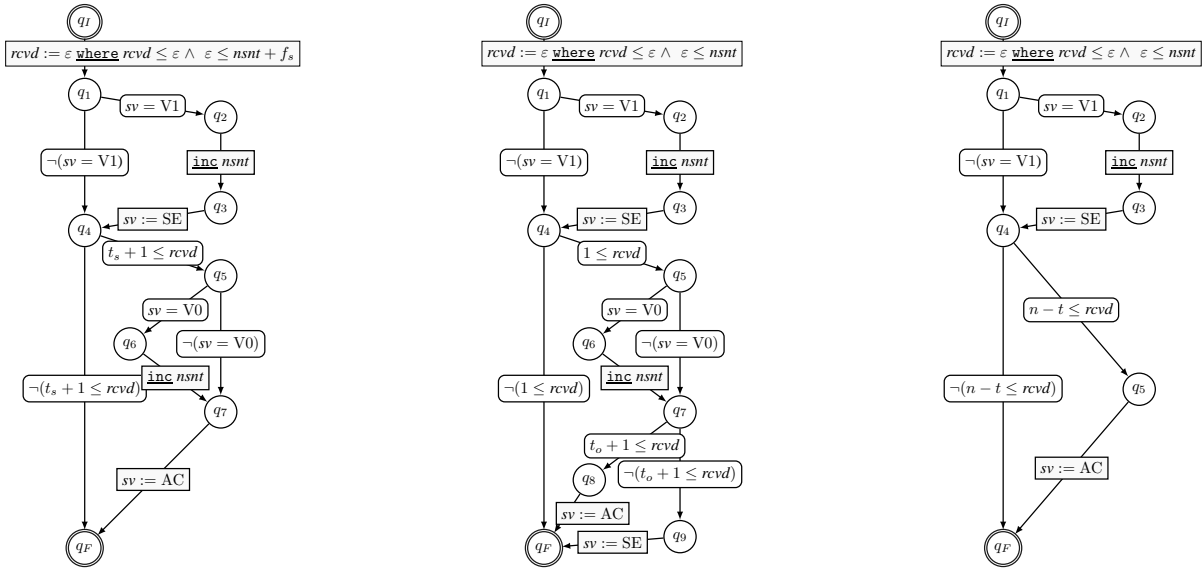 q_I
rcvd := ε where rcvd ≤ ε ∧ ε ≤ nsnt + f_s
q_1
sv = V1
q_2
¬(sv = V1)
inc nsnt
sv := SE
q_3
q_4
t_s + 1 ≤ rcvd
q_5
sv = V0
q_6
¬(sv = V0)
¬(t_s + 1 ≤ rcvd)
inc nsnt
q_7
sv := AC
q_F
q_I
rcvd := ε where rcvd ≤ ε ∧ ε ≤ nsnt
q_1
sv = V1
q_2
¬(sv = V1)
inc nsnt
sv := SE
q_3
q_4
1 ≤ rcvd
q_5
sv = V0
q_6
¬(sv = V0)
¬(1 ≤ rcvd)
inc nsnt
q_7
t_o + 1 ≤ rcvd
q_8
¬(t_o + 1 ≤ rcvd)
sv := AC
q_F
sv := SE
q_9
q_I
rcvd := ε where rcvd ≤ ε ∧ ε ≤ nsnt
q_1
sv = V1
q_2
¬(sv = V1)
inc nsnt
sv := SE
q_3
q_4
n − t ≤ rcvd
¬(n − t ≤ rcvd)
q_5
sv := AC
q_F